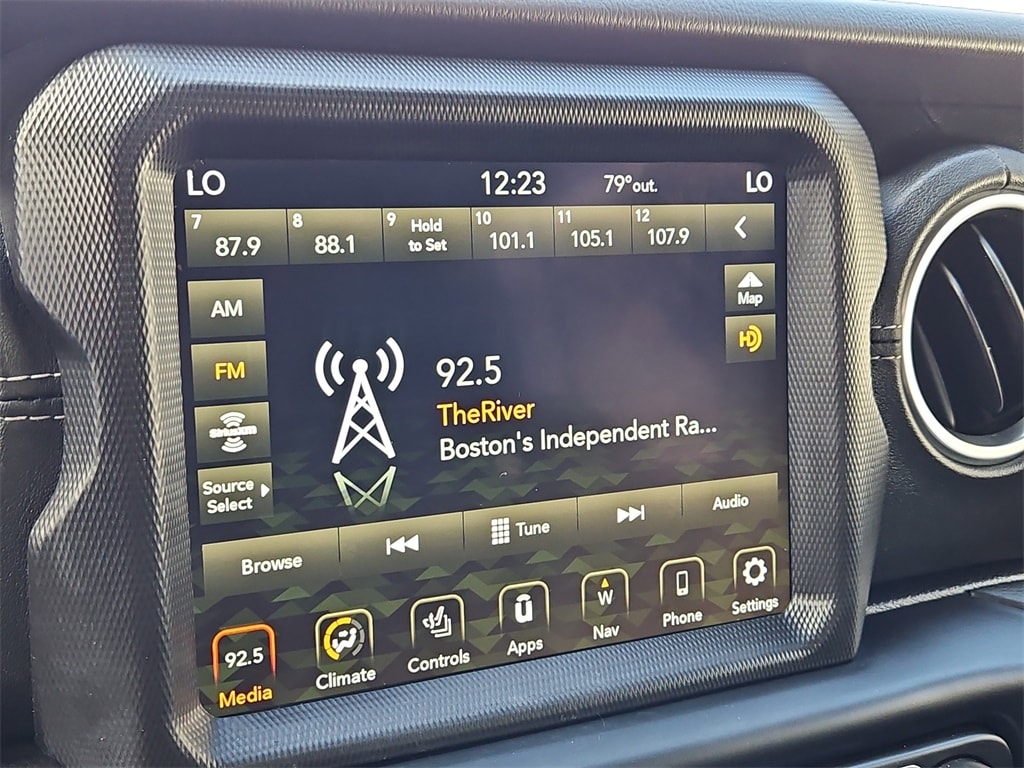 LO 12:23 79°out. LO
7 87.9 8 88.1 9 Hold to Set 10 101.1 11 105.1 12 107.9
AM
Map
FM
HD
92.5
TheRiver
SiriusXM
Boston's Independent Ra...
Source
Select
Browse Tune Audio
92.5 W
Media Climate Controls Apps Nav Phone Settings